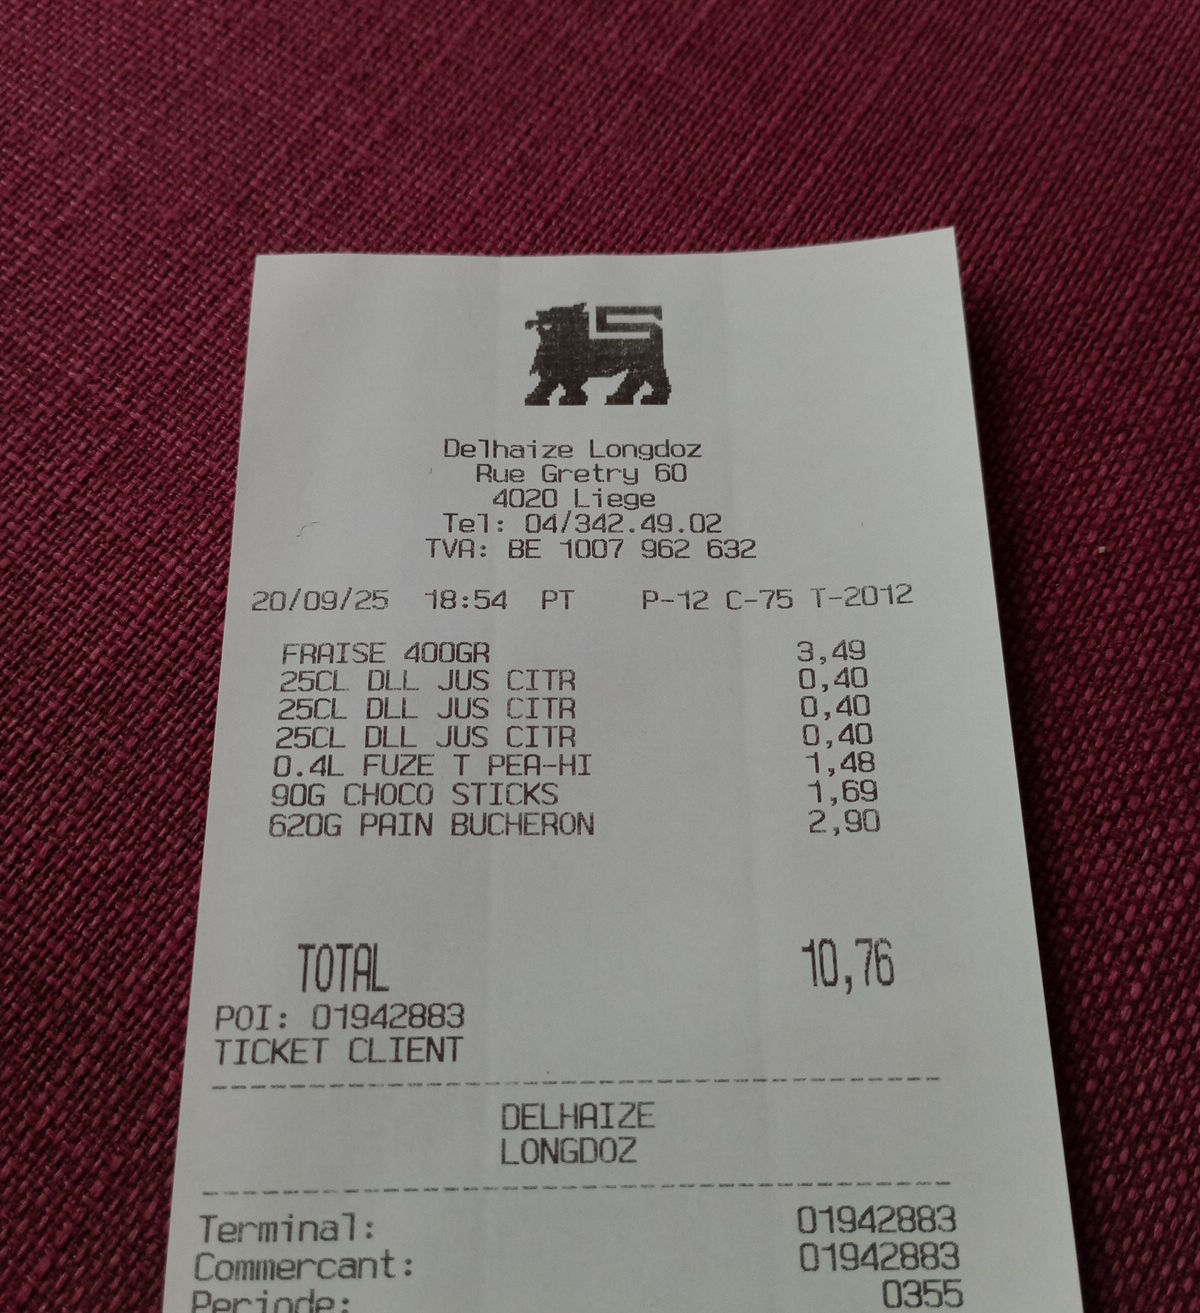 Delhaize Longdoz
Rue Gretry 60
4020 Liege
Tel: 04/342.49.02
TVA: BE 1007 962 632
20/09/25 18:54 PT P-12 C-75 T-2012
FRAISE 400GR 3,49
25CL DLL JUS CITR 0,40
25CL DLL JUS CITR 0,40
25CL DLL JUS CITR 0,40
0.4L FUZE T PEA-HI 1,48
90G CHOCO STICKS 1,69
620G PAIN BUCHERON 2,90
TOTAL 10,76
POI: 01942883
TICKET CLIENT
DELHAIZE
LONGDOZ
Terminal: 01942883
Commercant: 01942883
Periode: 0355